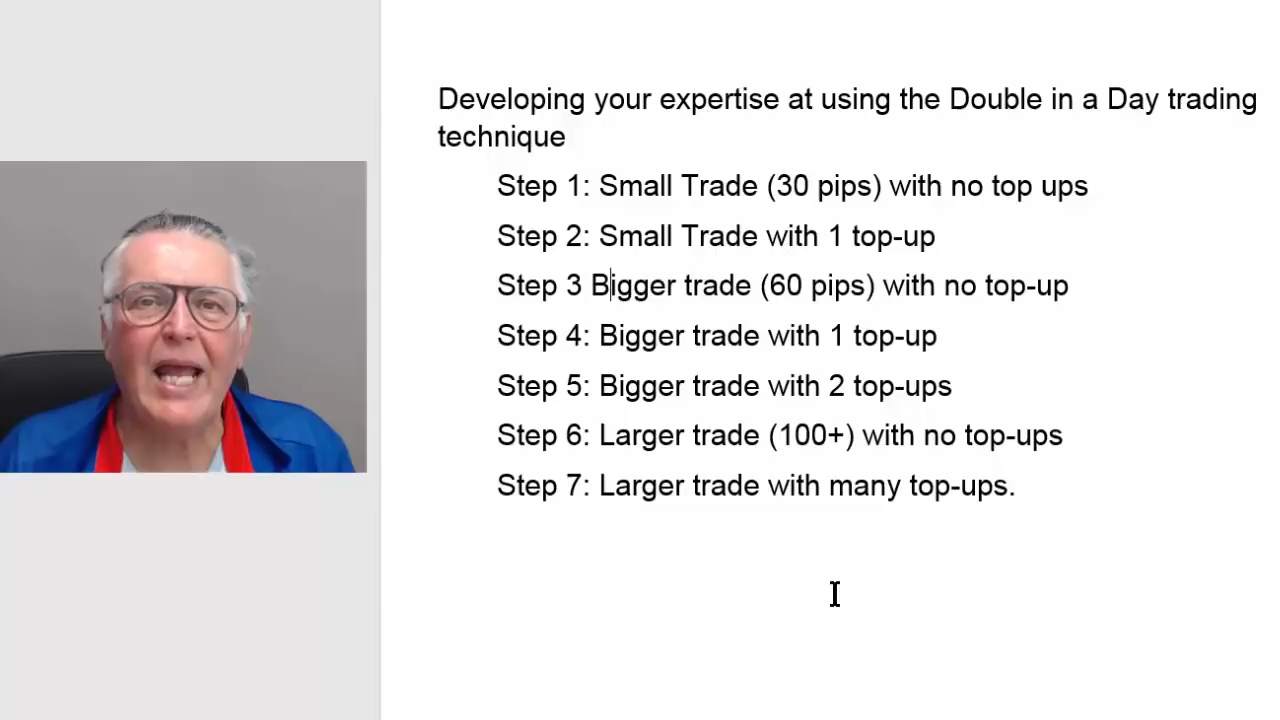 Developing your expertise at using the Double in a Day trading
technique
Step 1: Small Trade (30 pips) with no top ups
Step 2: Small Trade with 1 top-up
Step 3 Bigger trade (60 pips) with no top-up
Step 4: Bigger trade with 1 top-up
Step 5: Bigger trade with 2 top-ups
Step 6: Larger trade (100+) with no top-ups
Step 7: Larger trade with many top-ups.